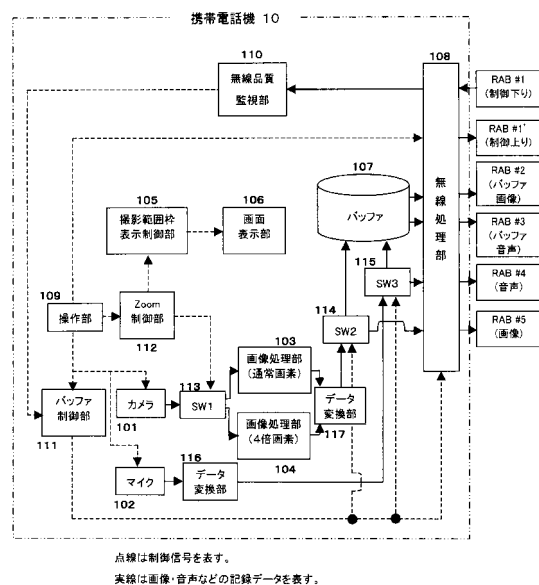 携帯電話機 10
110
無線品質
監視部
108
無線処理部
RAB #1
(制御下り)
RAB #1'
(制御上り)
RAB #2
(バッファ
画像)
RAB #3
(バッファ
音声)
RAB #4
(音声)
RAB #5
(画像)
107
バッファ
105
撮影範囲枠
表示制御部
106
画面
表示部
115
SW3
114
SW2
109
操作部
Zoom
制御部
112
103
画像処理部
(通常画素)
113
SW1
カメラ
101
バッファ
制御部
111
画像処理部
(4倍画素)
104
データ
変換部
117
マイク
102
116
データ
変換部
点線は制御信号を表す。
実線は画像・音声などの記録データを表す。